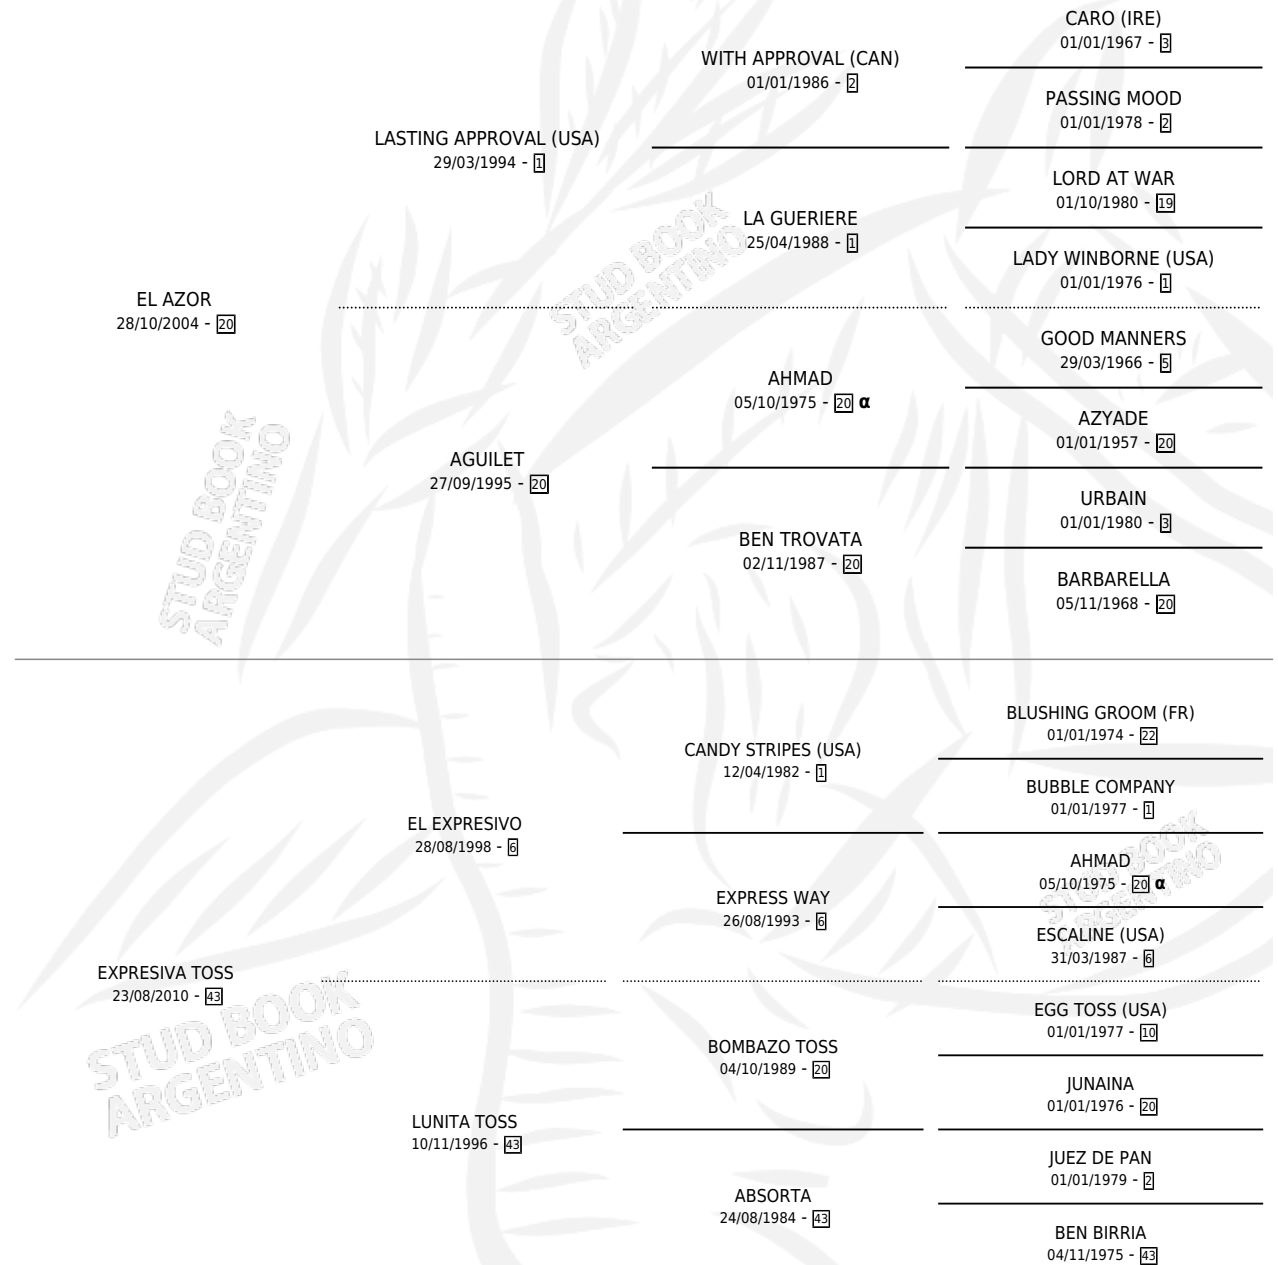 CARO (IRE)
01/01/1967 - 3
WITH APPROVAL (CAN)
01/01/1986 - 2
PASSING MOOD
01/01/1978 - 2
LASTING APPROVAL (USA)
29/03/1994 - 1
LORD AT WAR
01/10/1980 - 19
LA GUERIERE
25/04/1988 - 1
LADY WINBORNE (USA)
01/01/1976 - 1
EL AZOR
28/10/2004 - 20
GOOD MANNERS
29/03/1966 - 5
AHMAD
05/10/1975 - 20 α
AZYADE
01/01/1957 - 20
AGUILET
27/09/1995 - 20
URBAIN
01/01/1980 - 3
BEN TROVATA
02/11/1987 - 20
BARBARELLA
05/11/1968 - 20
BLUSHING GROOM (FR)
01/01/1974 - 22
CANDY STRIPES (USA)
12/04/1982 - 1
BUBBLE COMPANY
01/01/1977 - 1
EL EXPRESIVO
28/08/1998 - 6
AHMAD
05/10/1975 - 20 α
EXPRESS WAY
26/08/1993 - 6
ESCALINE (USA)
31/03/1987 - 6
EXPRESIVA TOSS
23/08/2010 - 43
EGG TOSS (USA)
01/01/1977 - 10
BOMBAZO TOSS
04/10/1989 - 20
JUNAINA
01/01/1976 - 20
LUNITA TOSS
10/11/1996 - 43
JUEZ DE PAN
01/01/1979 - 2
ABSORTA
24/08/1984 - 43
BEN BIRRIA
04/11/1975 - 43
STUD BOOK
ARGENTINO
STUD BOOK
ARGENTINO
STUD BOOK
ARGENTINO
STUD BOOK
ARGENTINO